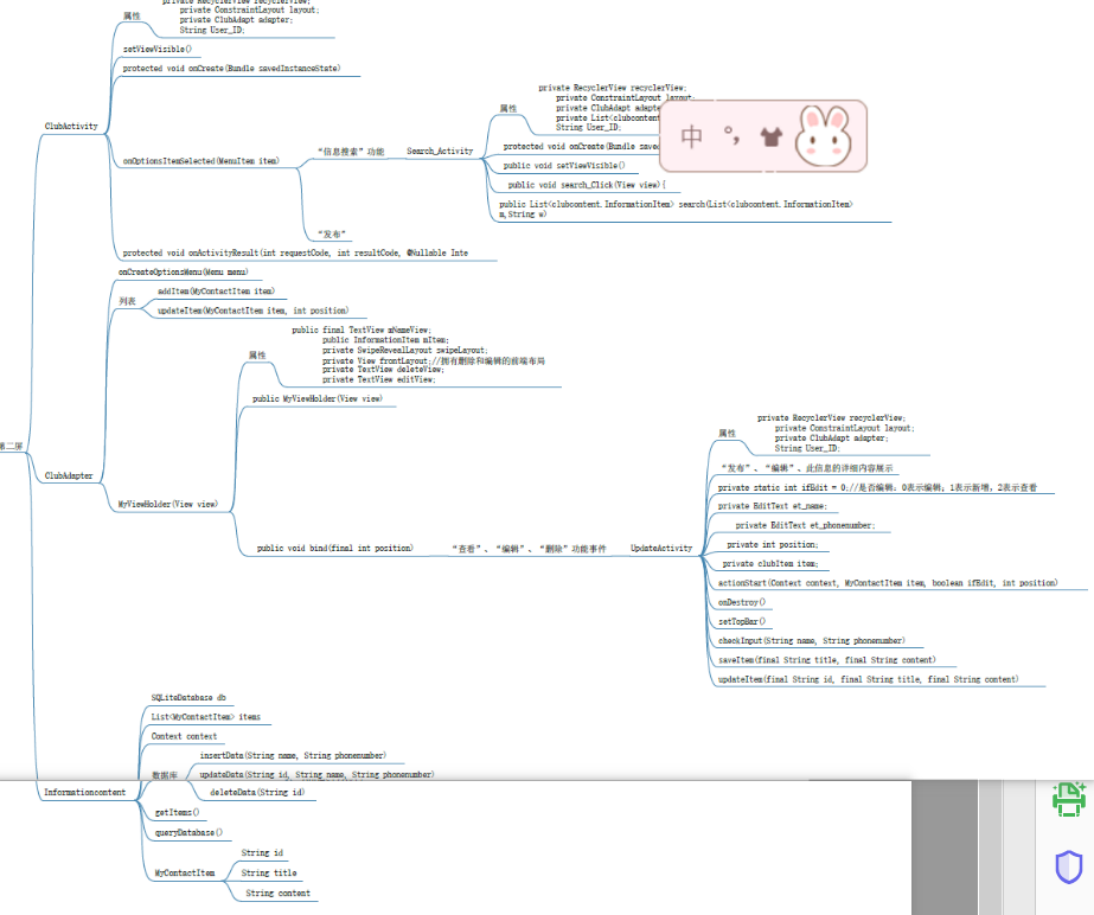 private RecyclerView recyclerView;
属性
private ConstraintLayout layout;
private ClubAdapt adapter;
String User_ID;
setViewVisible()
protected void onCreate(Bundle savedInstanceState)
ClubActivity
onOptionsItemSelected(MenuItem item)
“信息搜索”功能
Search_Activity
属性
private RecyclerView recyclerView;
private ConstraintLayout layout;
private ClubAdapt adapte
private List<clubcontent
String User_ID;
protected void onCreate(Bundle save
public void setViewVisible()
public void search_Click(View view){
public List<clubcontent.InformationItem> search(List<clubcontent.InformationItem>
m,String w)
中
“发布”
protected void onActivityResult(int requestCode, int resultCode, @Nullable Inte
onCreateOptionsMenu(Menu menu)
列表
addItem(MyContactItem item)
updateItem(MyContactItem item, int position)
第二屏
ClubAdapter
MyViewHolder(View view)
属性
public final TextView mNameView;
public InformationItem mItem;
private SwipeRevealLayout swipeLayout;
private View frontLayout;//拥有删除和编辑的前端布局
private TextView deleteView;
private TextView editView;
public MyViewHolder(View view)
public void bind(final int position)
“查看”、“编辑”、“删除”功能事件
UpdateActivity
属性
private RecyclerView recyclerView;
private ConstraintLayout layout;
private ClubAdapt adapter;
String User_ID;
“发布”、“编辑”、此信息的详细内容展示
private static int ifEdit = 0;//是否编辑：0表示编辑；1表示新增，2表示查看
private EditText et_name;
private EditText et_phonenumber;
private int position;
private clubItem item;
actionStart(Context context, MyContactItem item, boolean ifEdit, int position)
onDestroy()
setTopBar()
checkInput(String name, String phonenumber)
saveItem(final String title, final String content)
updateItem(final String id, final String title, final String content)
Informationcontent
SQLiteDatabase db
List<MyContactItem> items
Context context
数据库
insertData(String name, String phonenumber)
updateData(String id, String name, String phonenumber)
deleteData(String id)
getItems()
queryDatabase()
MyContactItem
String id
String title
String content